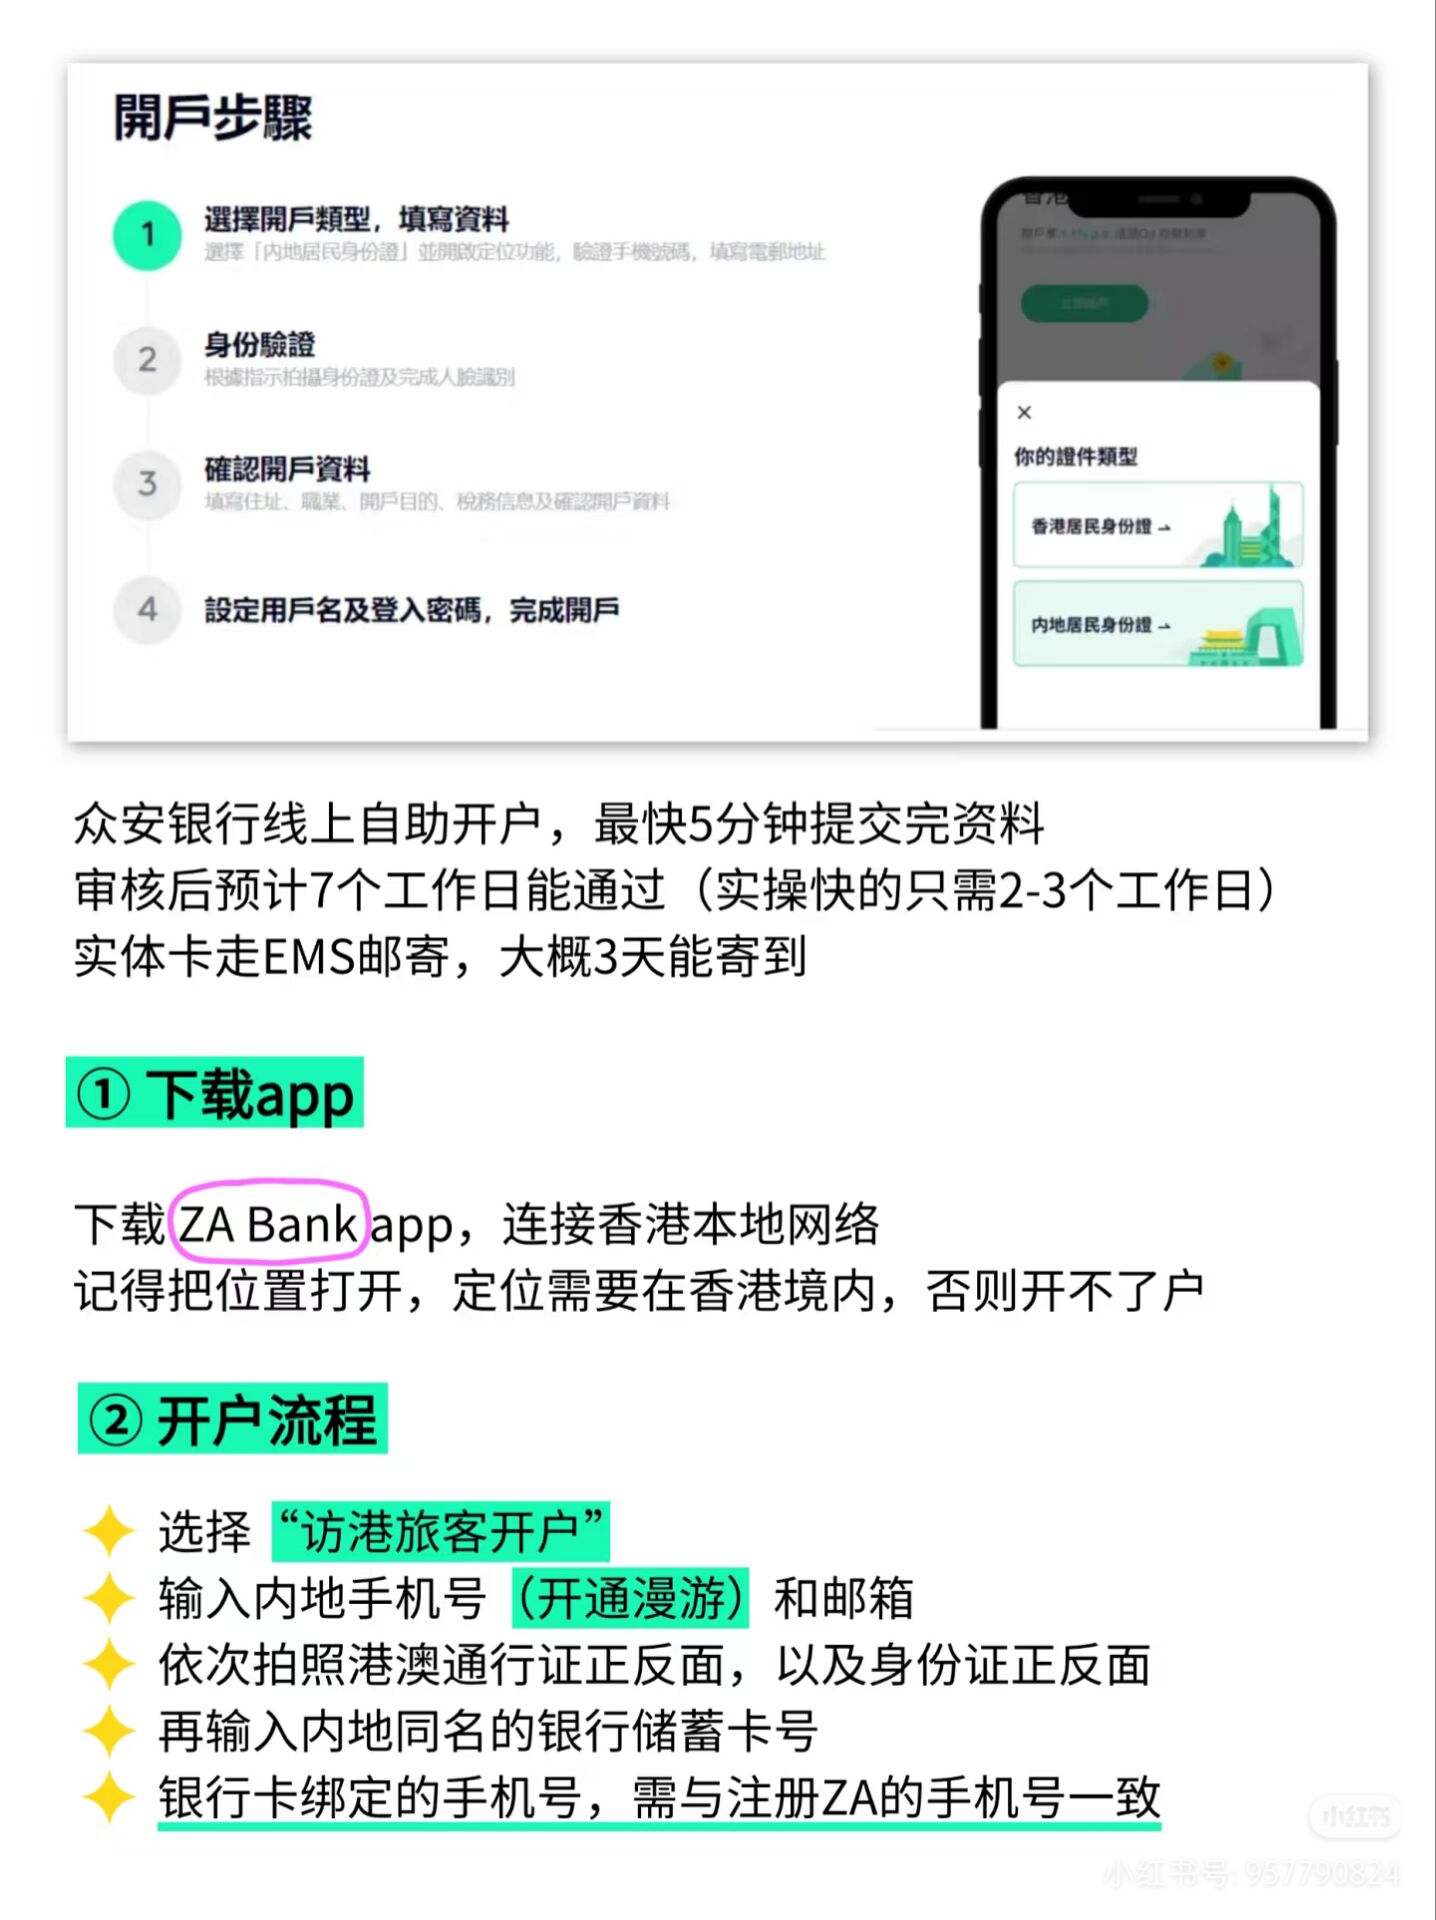 開戶步驟
1
選擇開戶類型，填寫資料
選擇「內地居民身份證」並開啟定位功能，驗證手機號碼，填寫電郵地址
2
身份驗證
根據指示拍攝身份證及完成人臉識別
3
確認開戶資料
填寫住址、職業、開戶目的、稅務信息及確認開戶資料
4
設定用戶名及登入密碼，完成開戶
香港
立即開戶
你的證件類型
香港居民身份證
內地居民身份證
众安银行线上自助开户，最快5分钟提交完资料
审核后预计7个工作日能通过（实操快的只需2-3个工作日）
实体卡走EMS邮寄，大概3天能寄到
① 下载app
下载 ZA Bank app，连接香港本地网络
记得把位置打开，定位需要在香港境内，否则开不了户
② 开户流程
选择 “访港旅客开户”
输入内地手机号（开通漫游）和邮箱
依次拍照港澳通行证正反面，以及身份证正反面
再输入内地同名的银行储蓄卡号
银行卡绑定的手机号，需与注册ZA的手机号一致
小红书
小红书号: 957790824